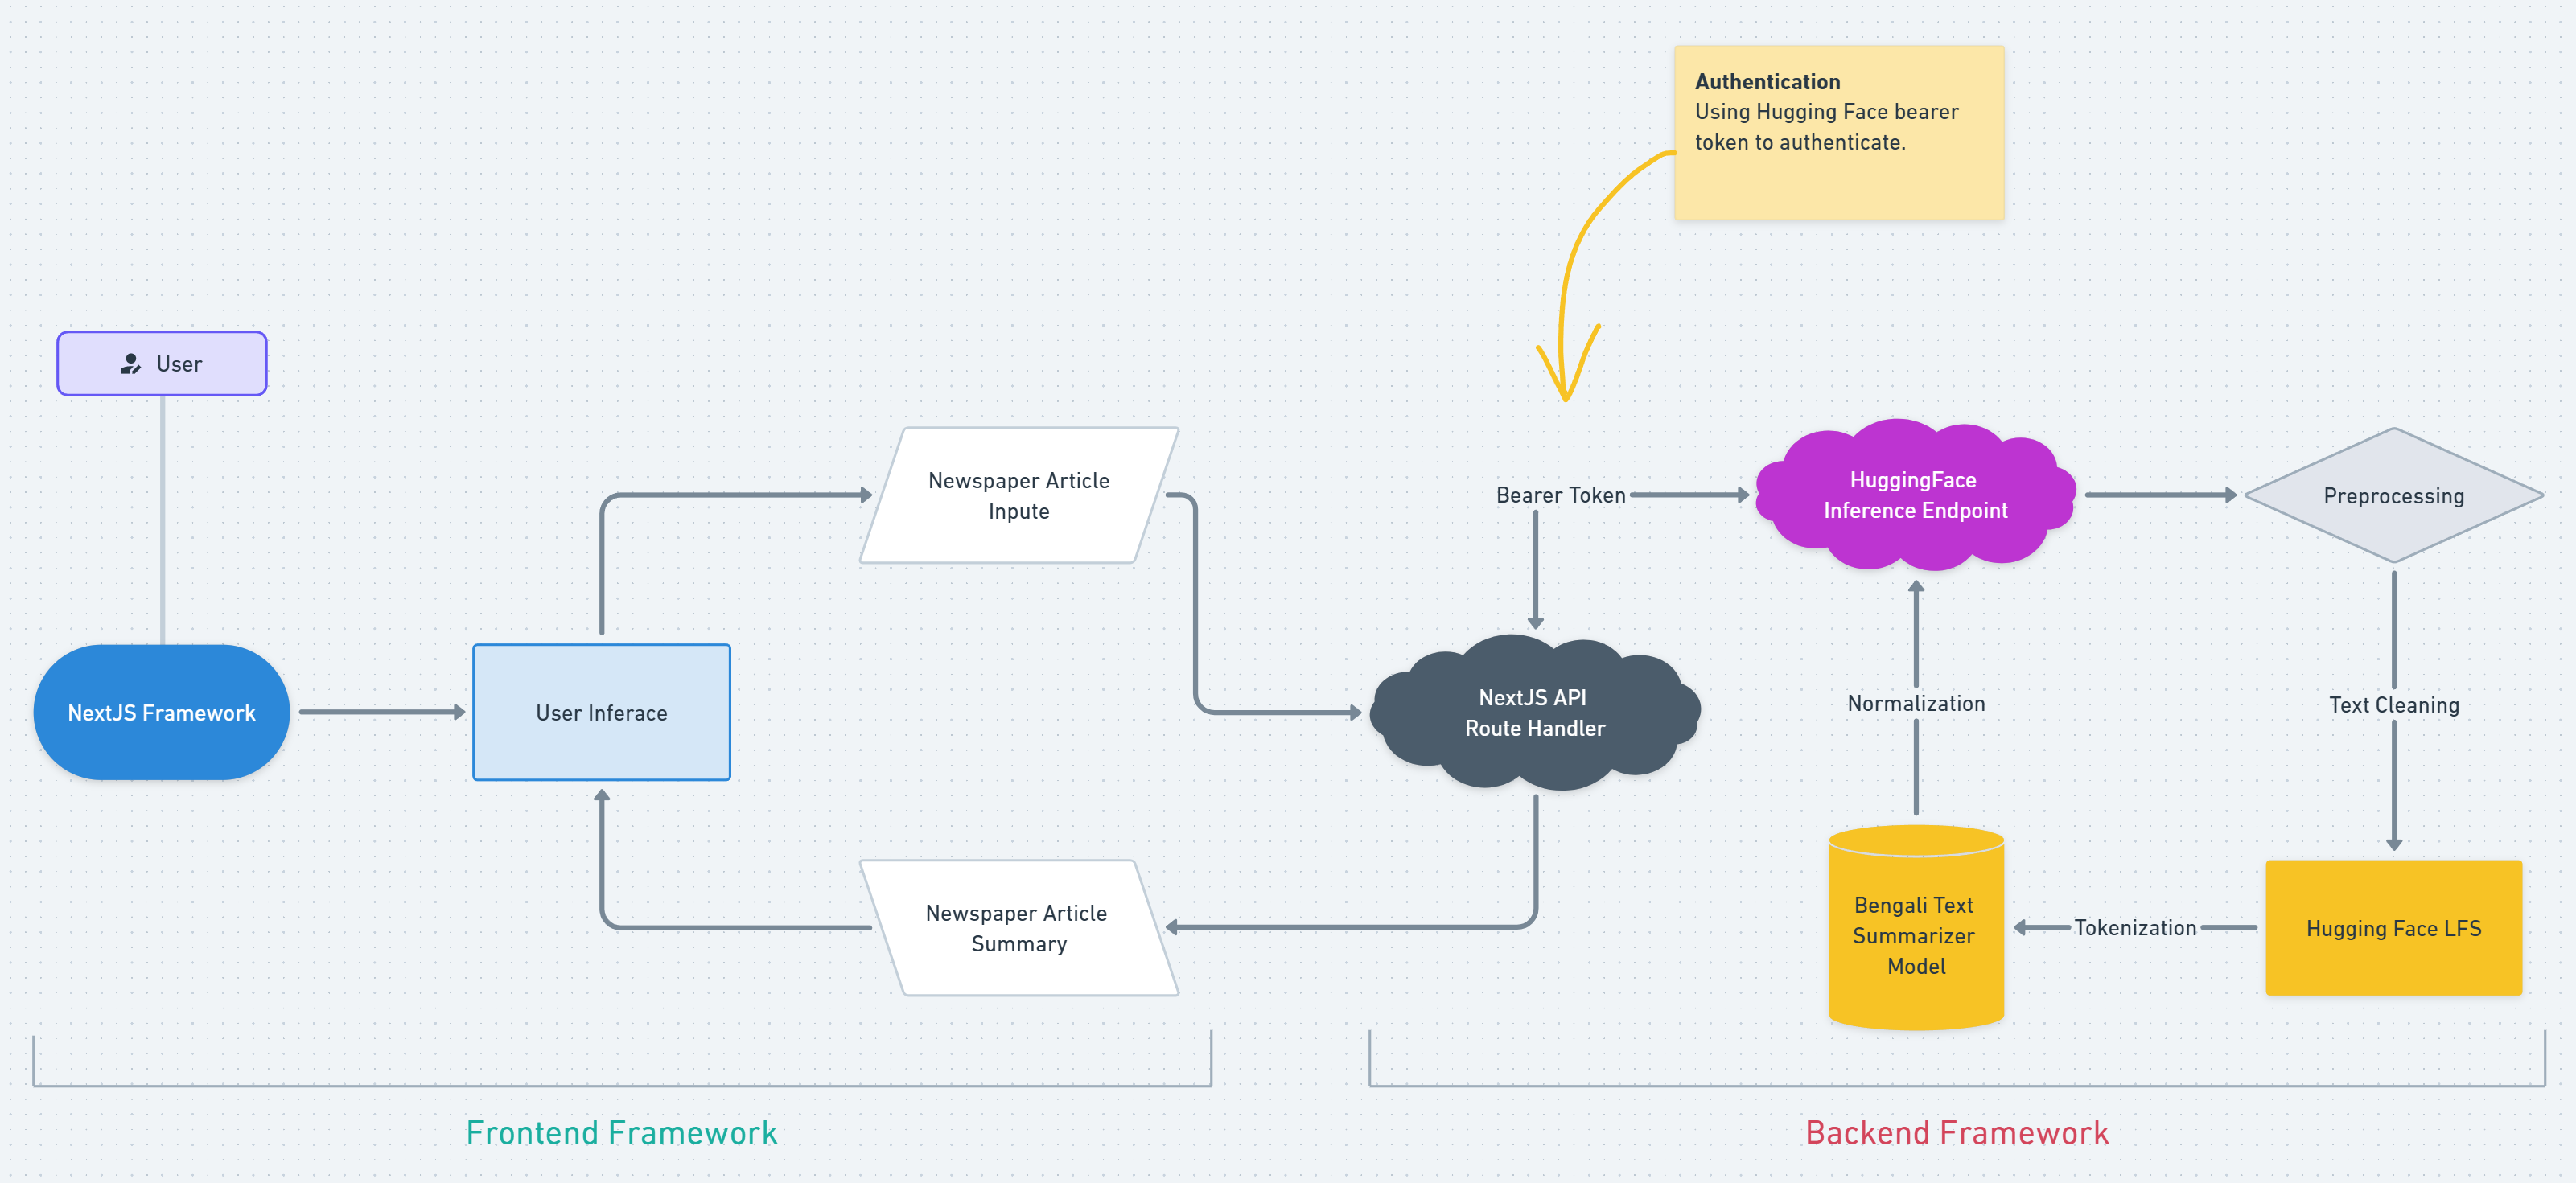 Authentication
Using Hugging Face bearer
token to authenticate.
User
Newspaper Article
Inpute
Bearer Token
HuggingFace
Inference Endpoint
Preprocessing
NextJS Framework
User Inferace
NextJS API
Route Handler
Normalization
Text Cleaning
Newspaper Article
Summary
Bengali Text
Summarizer
Model
Tokenization
Hugging Face LFS
Frontend Framework
Backend Framework